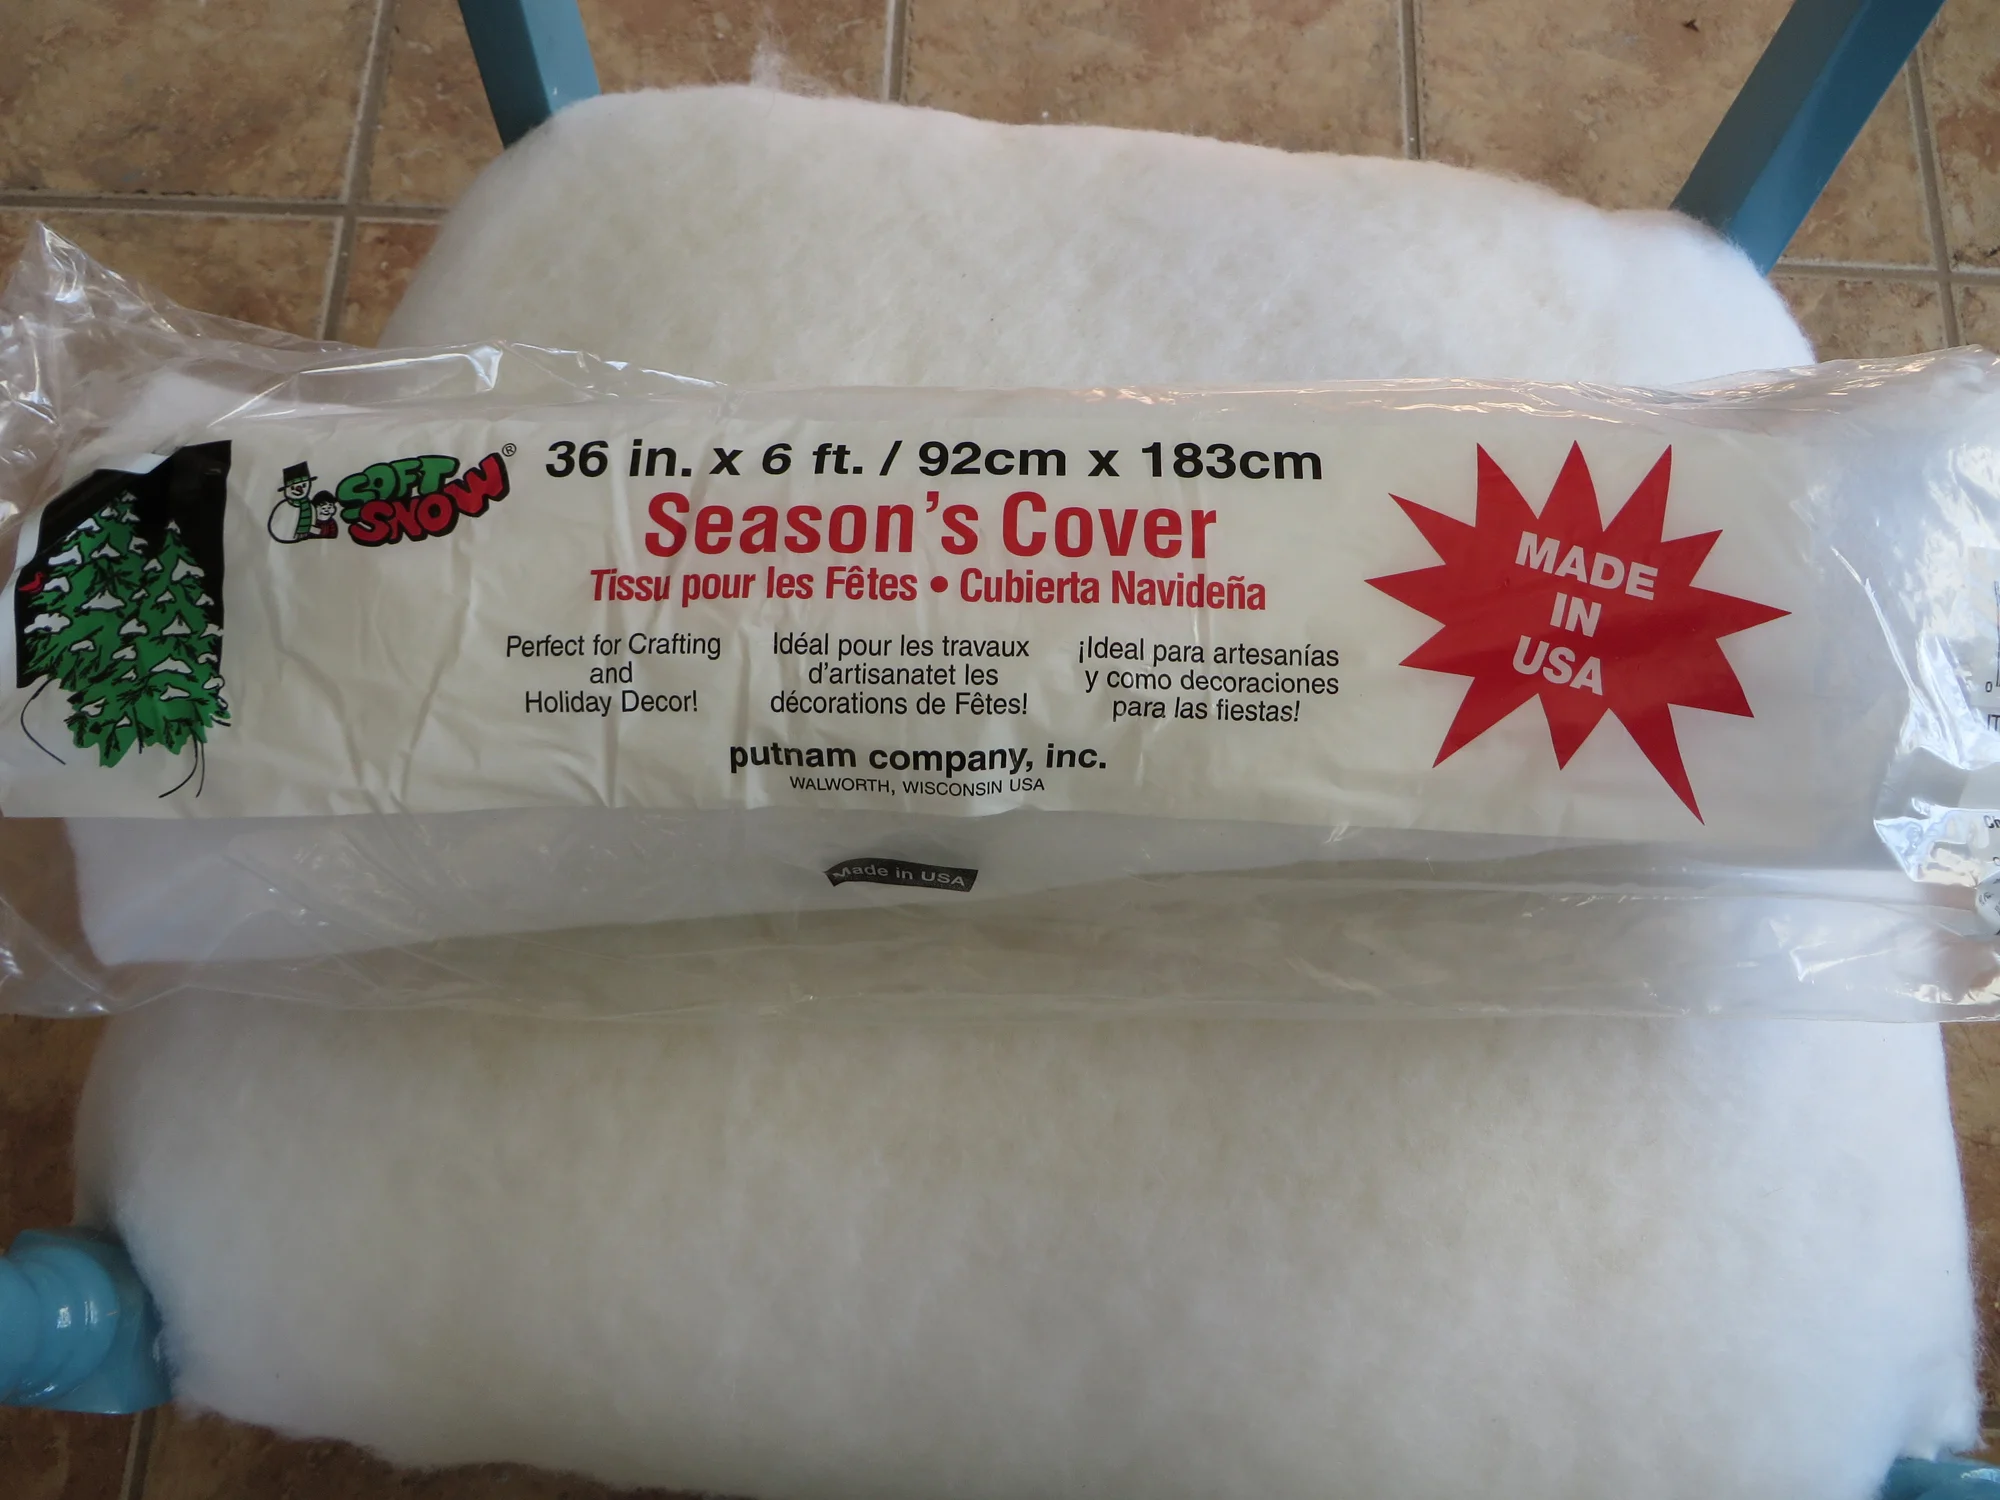 SOFT SNOW®
36 in. x 6 ft. / 92cm x 183cm
Season's Cover
Tissu pour les Fêtes • Cubierta Navideña
Perfect for Crafting
and
Holiday Decor!
Idéal pour les travaux
d'artisanatet les
décorations de Fêtes!
¡Ideal para artesanías
y como decoraciones
para las fiestas!
putnam company, inc.
WALWORTH, WISCONSIN USA
MADE
IN
USA
Made in USA